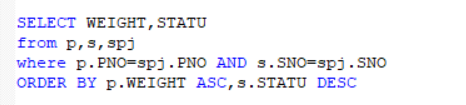 SELECT WEIGHT,STATU
from p,s,spj
where p.PNO=spj.PNO AND s.SNO=spj.SNO
ORDER BY p.WEIGHT ASC,s.STATU DESC